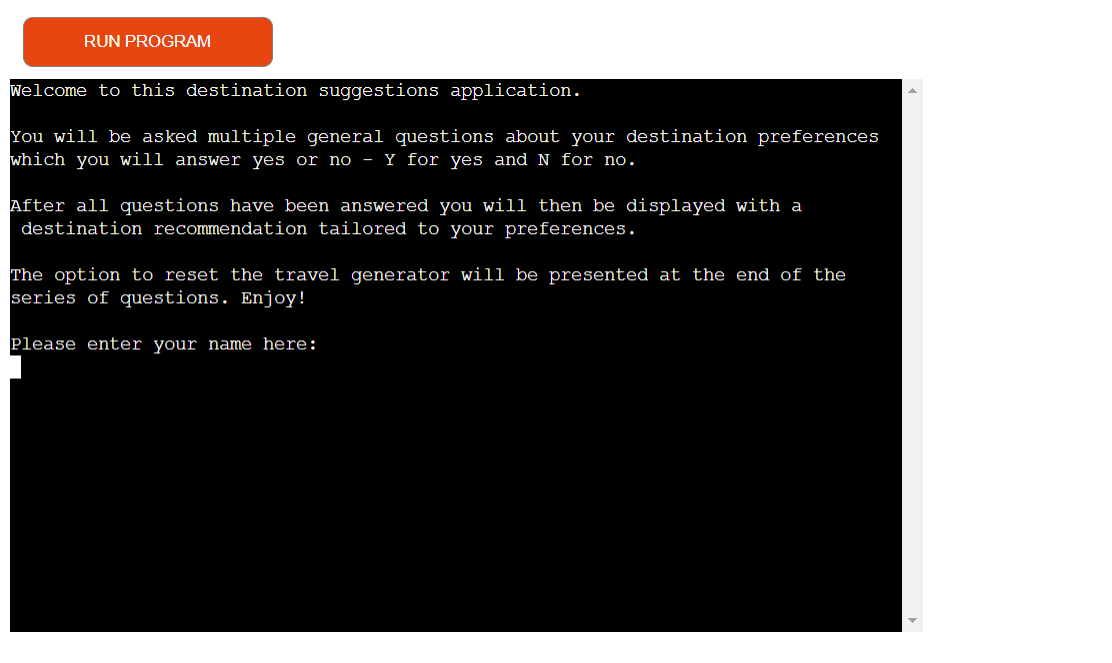 RUN PROGRAM
Welcome to this destination suggestions application.
You will be asked multiple general questions about your destination preferences
which you will answer yes or no - Y for yes and N for no.
After all questions have been answered you will then be displayed with a
destination recommendation tailored to your preferences.
The option to reset the travel generator will be presented at the end of the
series of questions. Enjoy!
Please enter your name here: